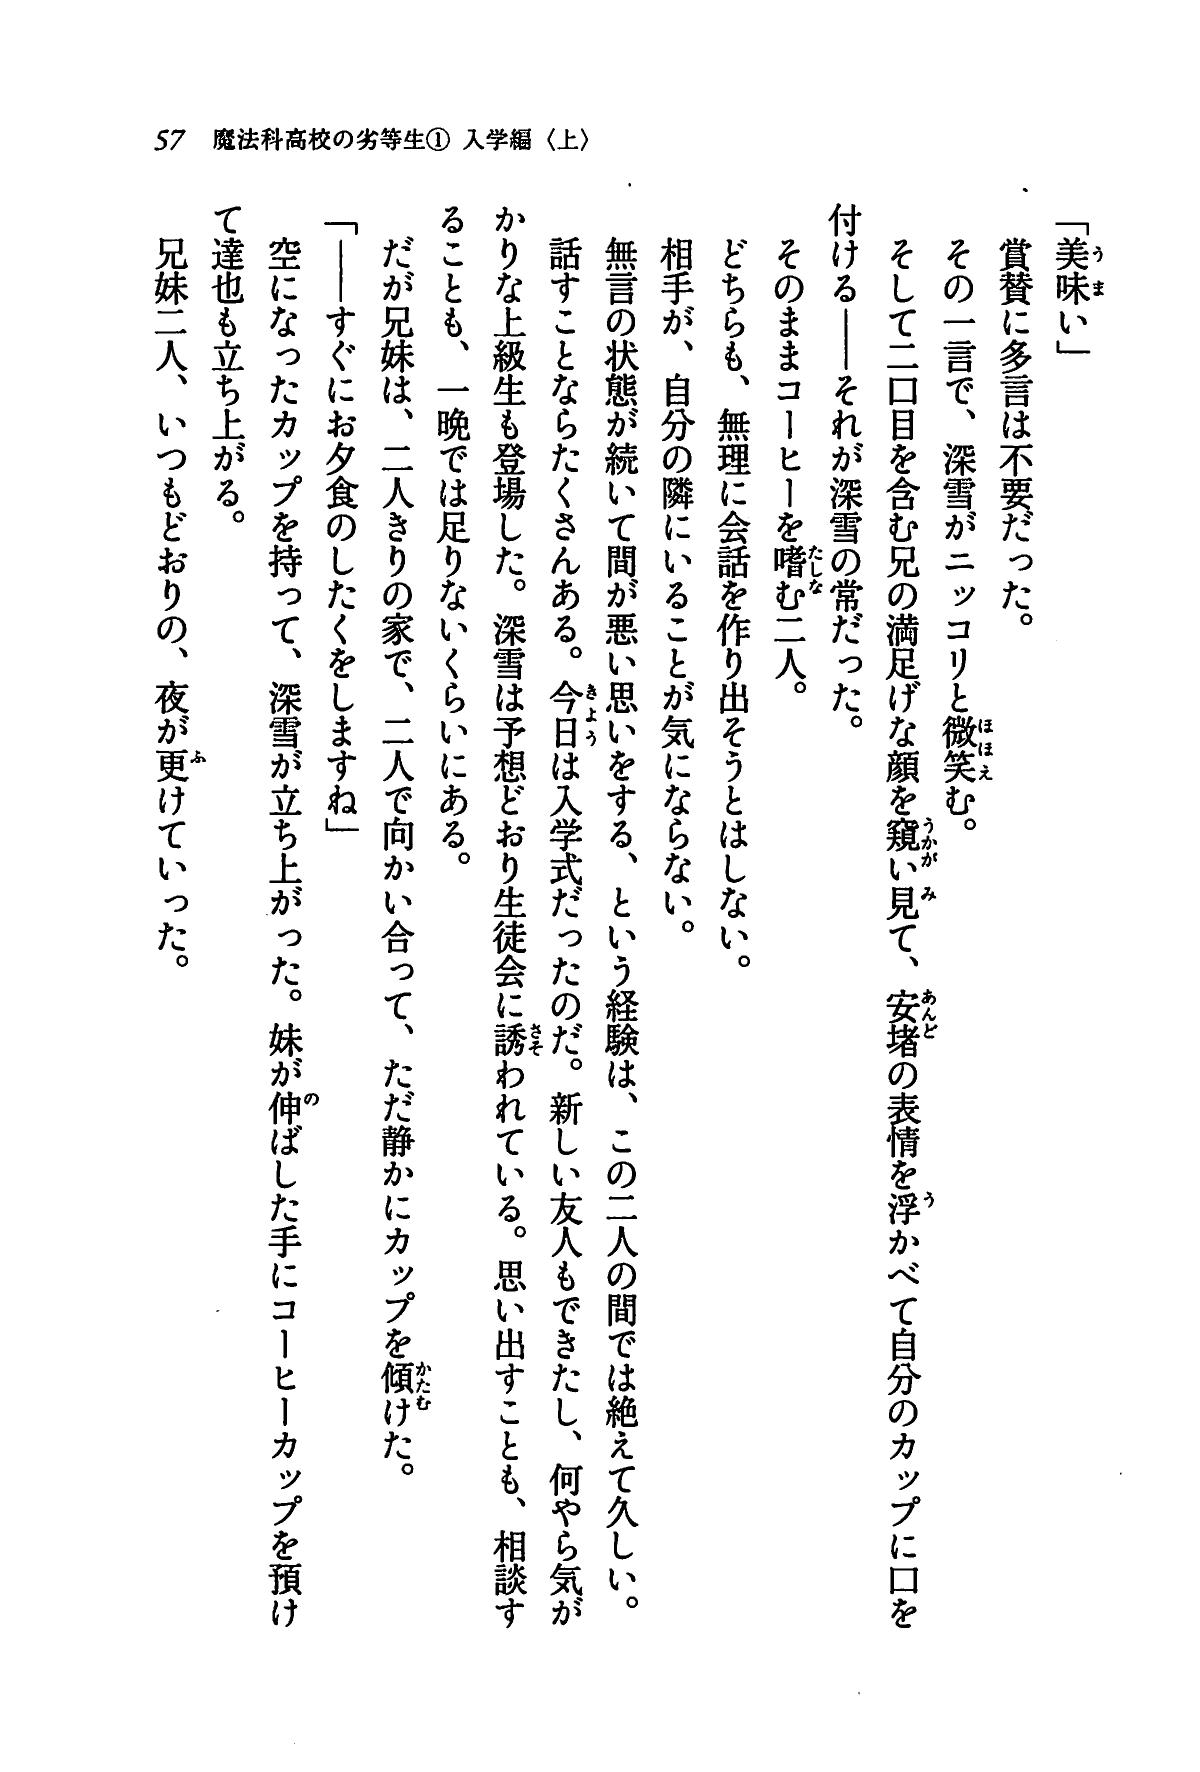 57 魔法科高校の劣等生① 入学編〈上〉
「美味い」
賞賛に多言は不要だった。
その一言で、深雪がニッコリと微笑む。
そして二口目を含む兄の満足げな顔を窺い見て、安堵の表情を浮かべて自分のカップに口を
付ける――それが深雪の常だった。
そのままコーヒーを嗜む二人。
どちらも、無理に会話を作り出そうとはしない。
相手が、自分の隣にいることが気にならない。
無言の状態が続いて間が悪い思いをする、という経験は、この二人の間では絶えて久しい。
話すことならたくさんある。今日は入学式だったのだ。新しい友人もできたし、何やら気が
かりな上級生も登場した。深雪は予想どおり生徒会に誘われている。思い出すことも、相談す
ることも、一晩では足りないくらいにある。
だが兄妹は、二人きりの家で、二人で向かい合って、ただ静かにカップを傾けた。
「――すぐにお夕食のしたくをしますね」
空になったカップを持って、深雪が立ち上がった。妹が伸ばした手にコーヒーカップを預け
て達也も立ち上がる。
兄妹二人、いつもどおりの、夜が更けていった。